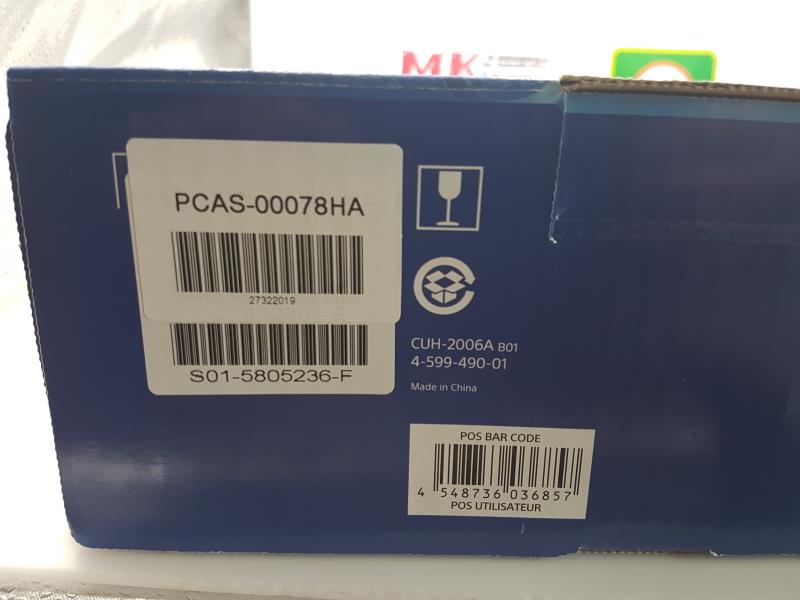 MK
PCAS-00078HA
27322019
S01-5805236-F
CUH-2006A B01
4-599-490-01
Made in China
POS BAR CODE
4 548736 036857
POS UTILISATEUR